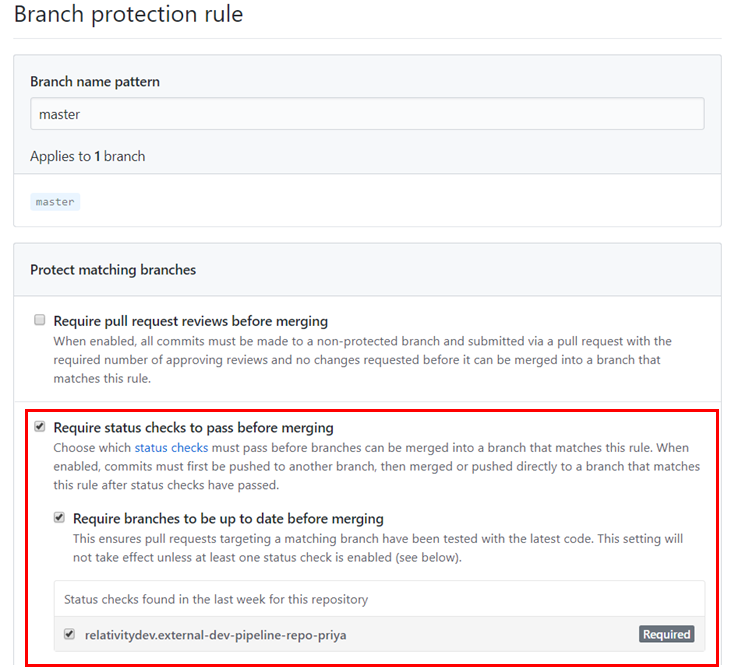 Branch protection rule
Branch name pattern
master
Applies to 1 branch
master
Protect matching branches
Require pull request reviews before merging
When enabled, all commits must be made to a non-protected branch and submitted via a pull request with the
required number of approving reviews and no changes requested before it can be merged into a branch that
matches this rule.
Require status checks to pass before merging
Choose which status checks must pass before branches can be merged into a branch that matches this rule. When
enabled, commits must first be pushed to another branch, then merged or pushed directly to a branch that matches
this rule after status checks have passed.
Require branches to be up to date before merging
This ensures pull requests targeting a matching branch have been tested with the latest code. This setting will
not take effect unless at least one status check is enabled (see below).
Status checks found in the last week for this repository
relativitydev.external-dev-pipeline-repo-priya Required